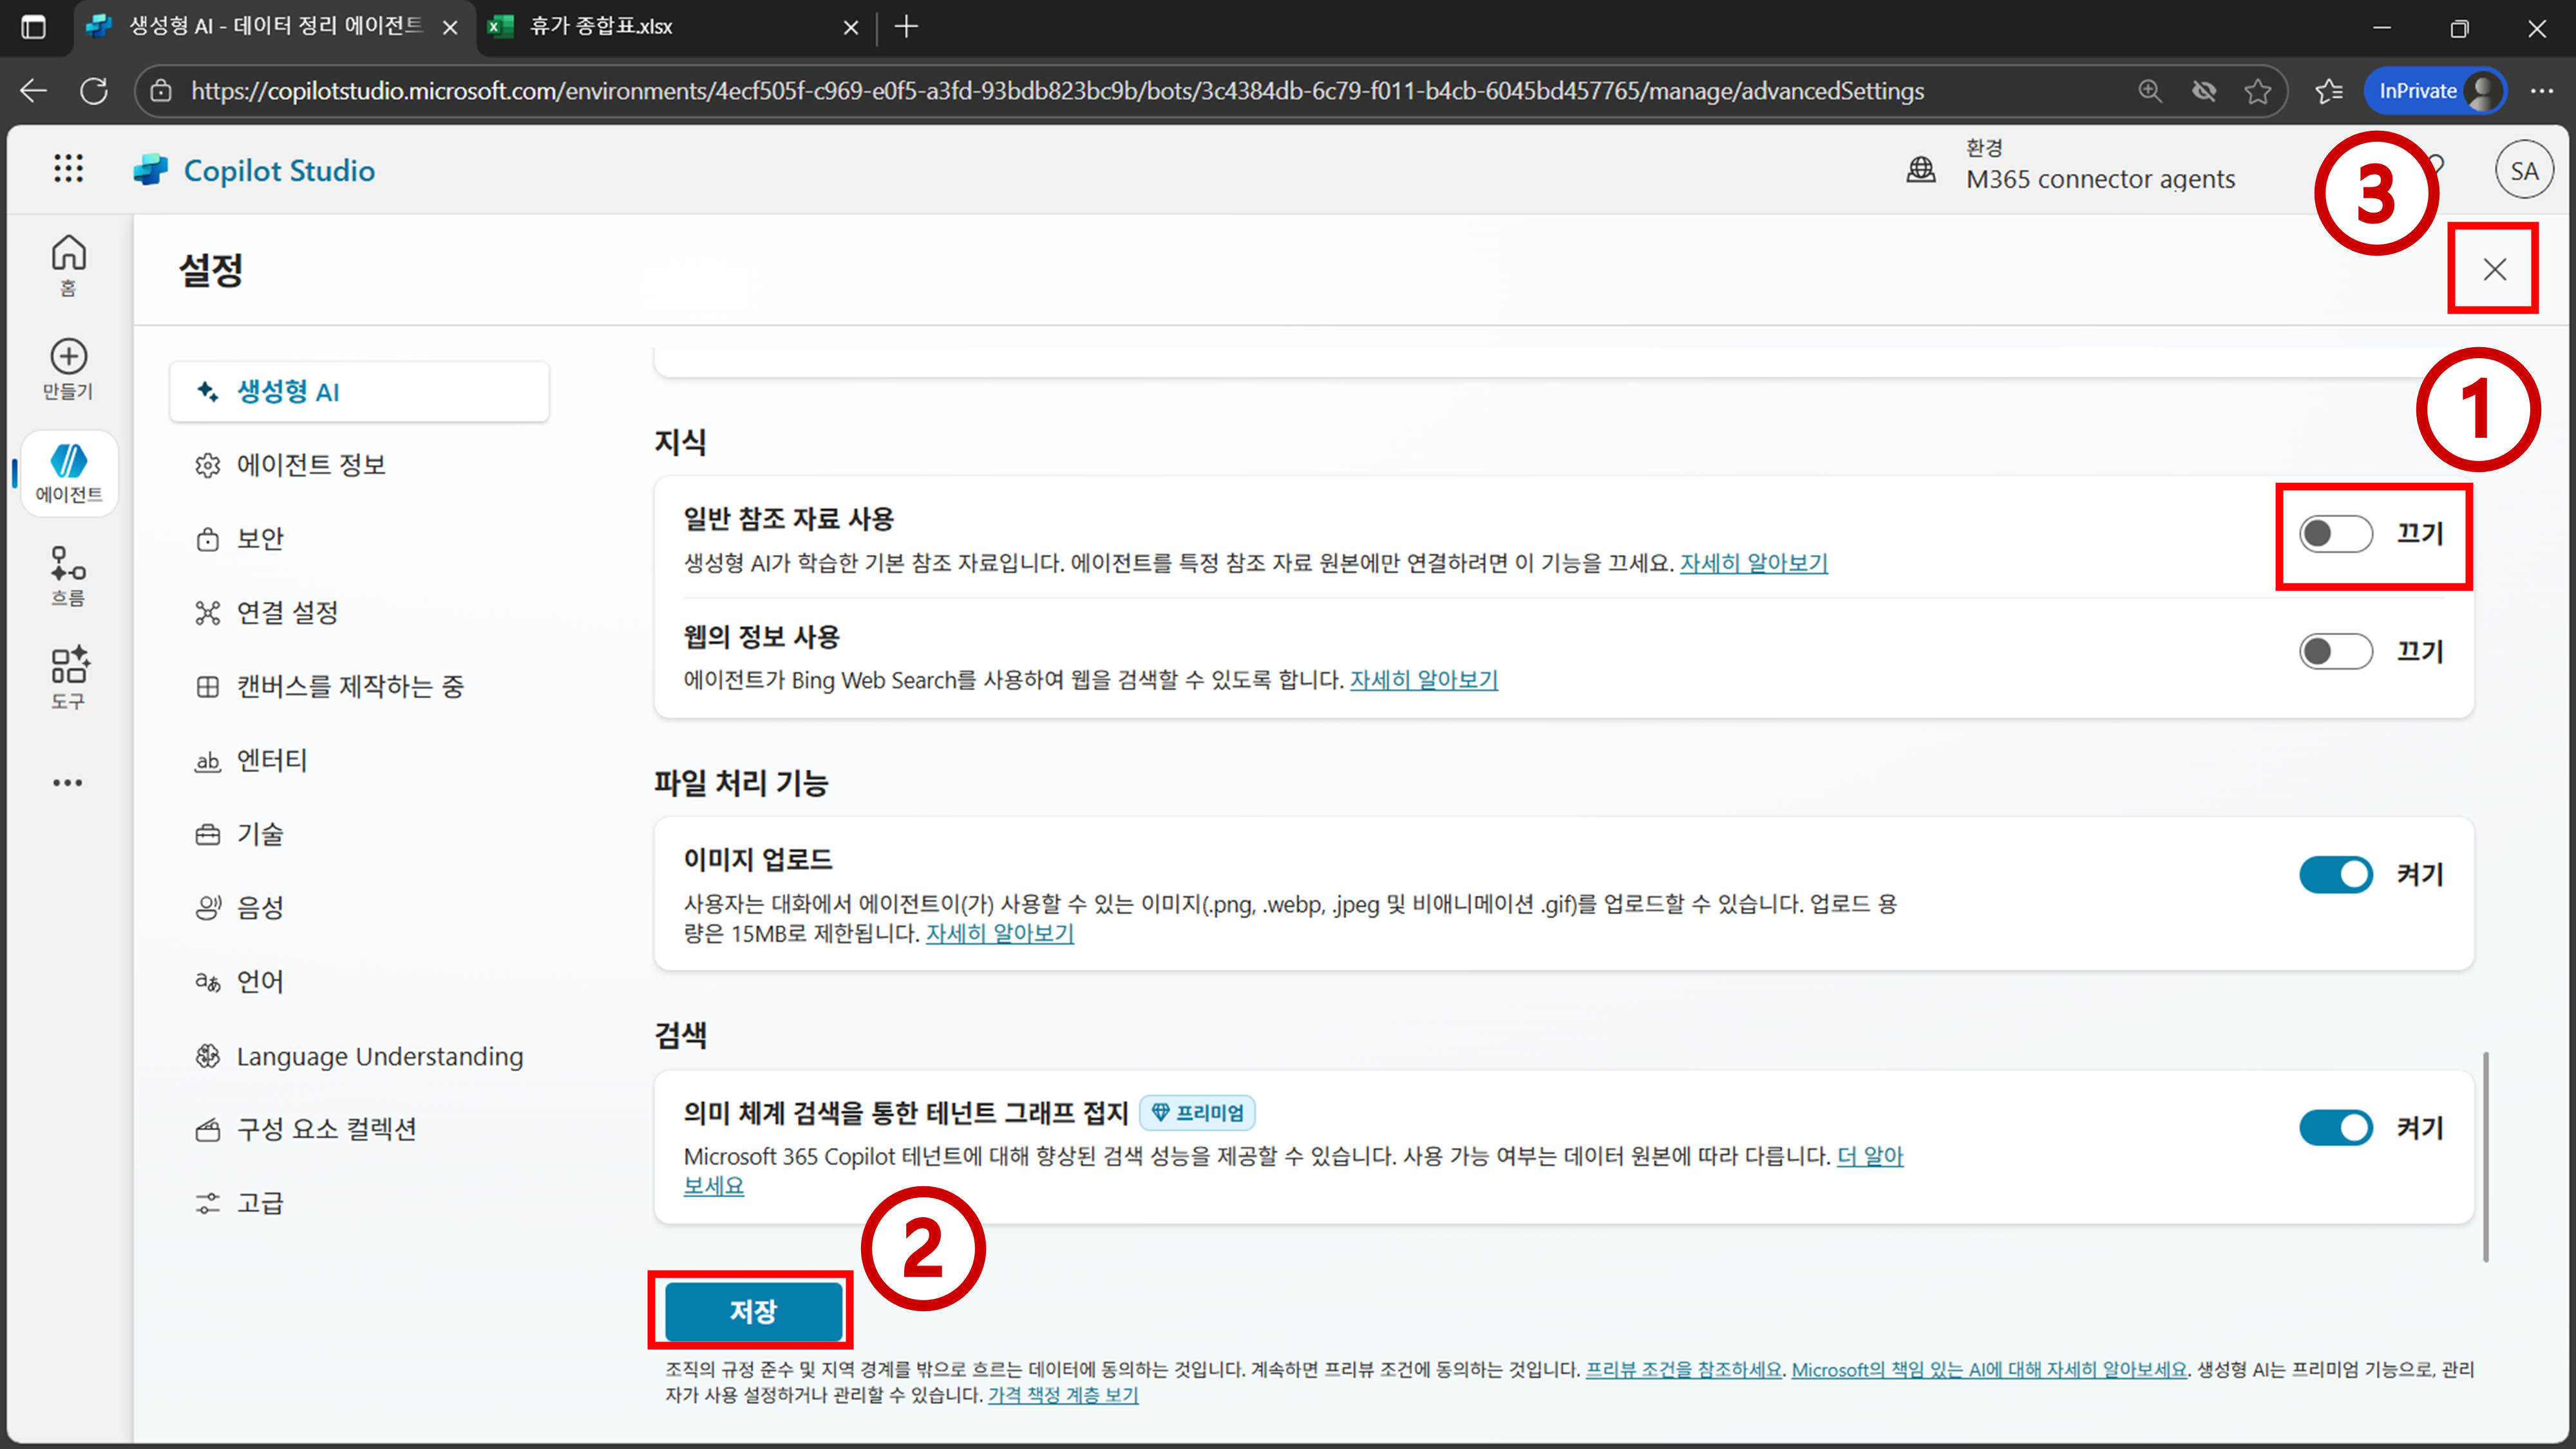 생성형 AI - 데이터 정리 에이전트
휴가 종합표.xlsx
https://copilotstudio.microsoft.com/environments/4ecf505f-c969-e0f5-a3fd-93bdb823bc9b/bots/3c4384db-6c79-f011-b4cb-6045bd457765/manage/advancedSettings
InPrivate
Copilot Studio
환경
M365 connector agents
SA
3
홈
만들기
에이전트
흐름
도구
설정
생성형 AI
에이전트 정보
보안
연결 설정
캔버스를 제작하는 중
엔터티
기술
음성
언어
Language Understanding
구성 요소 컬렉션
고급
1
지식
일반 참조 자료 사용
생성형 AI가 학습한 기본 참조 자료입니다. 에이전트를 특정 참조 자료 원본에만 연결하려면 이 기능을 끄세요. 자세히 알아보기
끄기
웹의 정보 사용
에이전트가 Bing Web Search를 사용하여 웹을 검색할 수 있도록 합니다. 자세히 알아보기
끄기
파일 처리 기능
이미지 업로드
사용자는 대화에서 에이전트이(가) 사용할 수 있는 이미지(.png, .webp, .jpeg 및 비애니메이션 .gif)를 업로드할 수 있습니다. 업로드 용
량은 15MB로 제한됩니다. 자세히 알아보기
켜기
검색
의미 체계 검색을 통한 테넌트 그래프 접지 프리미엄
Microsoft 365 Copilot 테넌트에 대해 향상된 검색 성능을 제공할 수 있습니다. 사용 가능 여부는 데이터 원본에 따라 다릅니다. 더 알아
보세요
켜기
2
저장
조직의 규정 준수 및 지역 경계를 밖으로 흐르는 데이터에 동의하는 것입니다. 계속하면 프리뷰 조건에 동의하는 것입니다. 프리뷰 조건을 참조하세요. Microsoft의 책임 있는 AI에 대해 자세히 알아보세요. 생성형 AI는 프리미엄 기능으로, 관리
자가 사용 설정하거나 관리할 수 있습니다. 가격 책정 계층 보기